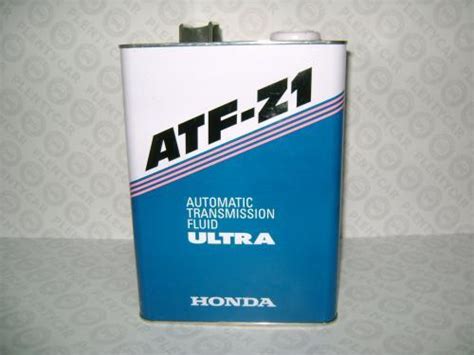 ATF-Z1
AUTOMATIC
TRANSMISSION
FLUID
ULTRA
HONDA